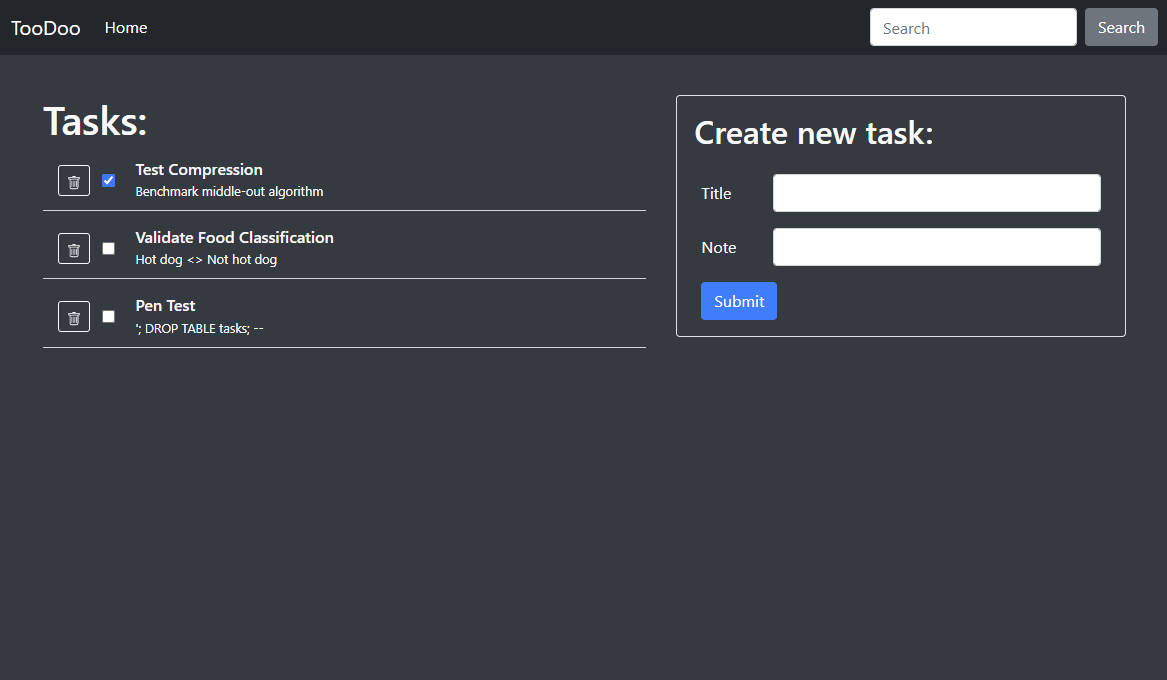 TooDoo Home Search Search
Tasks:
Test Compression
Benchmark middle-out algorithm
Validate Food Classification
Hot dog <> Not hot dog
Pen Test
'; DROP TABLE tasks; --
Create new task:
Title
Note
Submit